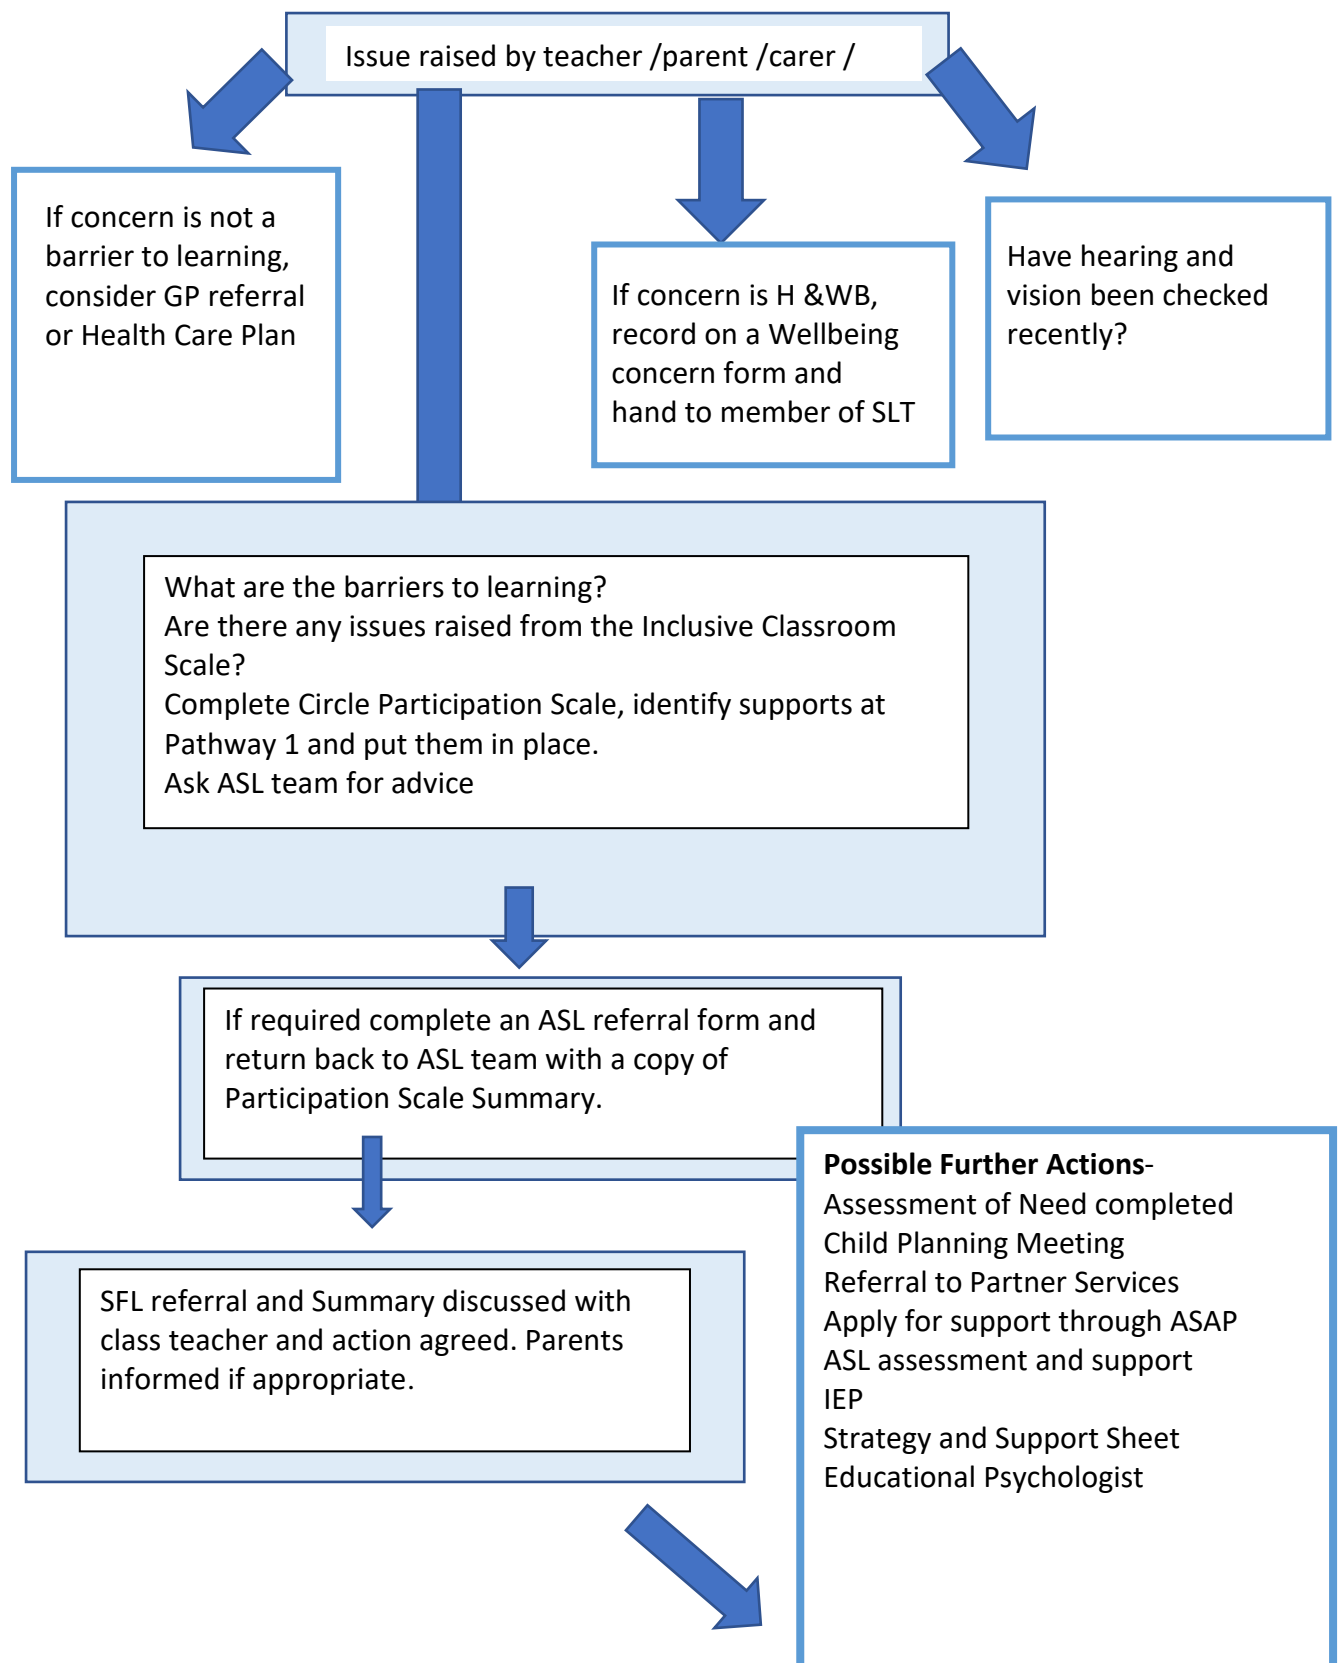 Issue raised by teacher /parent /carer /
If concern is not a
barrier to learning,
consider GP referral
or Health Care Plan
If concern is H &WB,
record on a Wellbeing
concern form and
hand to member of SLT
Have hearing and
vision been checked
recently?
What are the barriers to learning?
Are there any issues raised from the Inclusive Classroom
Scale?
Complete Circle Participation Scale, identify supports at
Pathway 1 and put them in place.
Ask ASL team for advice
If required complete an ASL referral form and
return back to ASL team with a copy of
Participation Scale Summary.
SFL referral and Summary discussed with
class teacher and action agreed. Parents
informed if appropriate.
Possible Further Actions-
Assessment of Need completed
Child Planning Meeting
Referral to Partner Services
Apply for support through ASAP
ASL assessment and support
IEP
Strategy and Support Sheet
Educational Psychologist